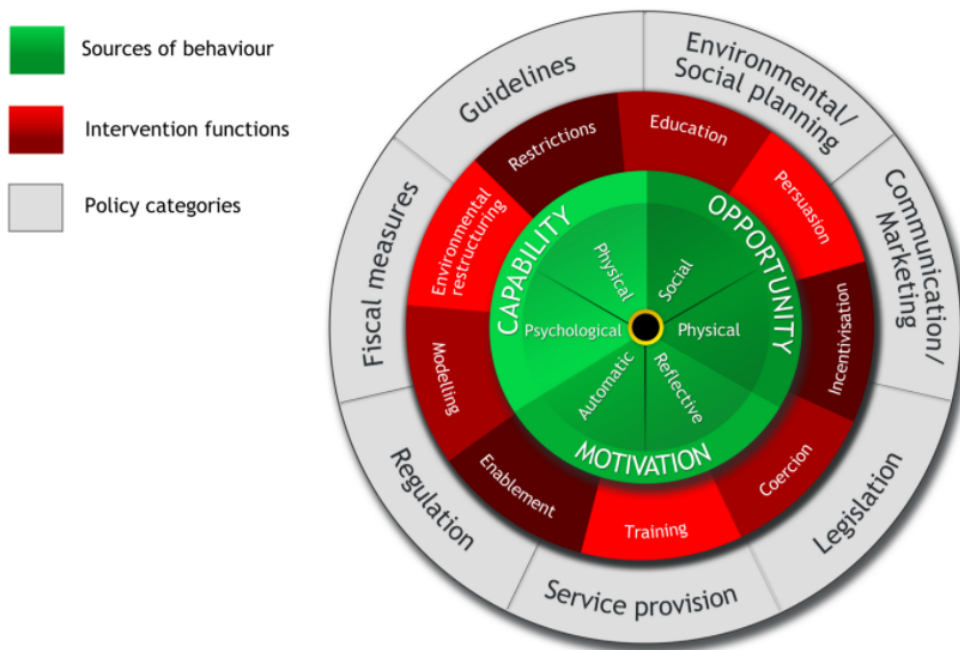 Sources of behaviour
Intervention functions
Policy categories
Guidelines
Environmental/
Social planning
Communication/
Marketing
Legislation
Service provision
Regulation
Fiscal measures
Restrictions
Education
Persuasion
Incentivisation
Coercion
Training
Enablement
Modelling
Environmental
restructuring
CAPABILITY
OPPORTUNITY
MOTIVATION
Physical
Social
Physical
Reflective
Automatic
Psychological